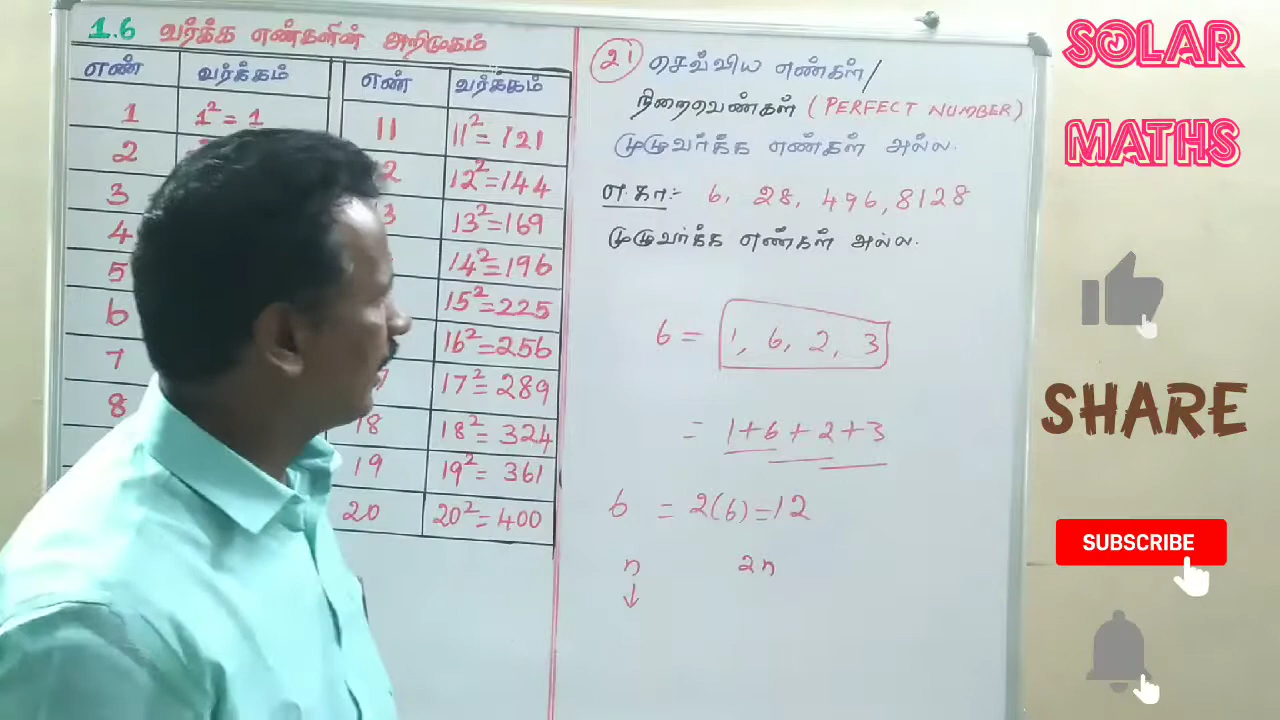 1.6 வர்க்க எண்களின் அறிமுகம்
எண் வர்க்கம் எண் வர்க்கம்
1 1² = 1 11 11² = 121
2 12² = 144
3 13² = 169
4 14² = 196
5 15² = 225
6 16² = 256
7 17² = 289
8 18 18² = 324
19 19² = 361
20 20² = 400
21 செவ்விய எண்கள் /
நிறைவெண்கள் ( PERFECT NUMBER )
முழுவர்க்க எண்கள் அல்ல.
எ.கா:- 6, 28, 496, 8128
முழுவர்க்க எண்கள் அல்ல.
6 = 1, 6, 2, 3
= 1+6+2+3
6 = 2(6)=12
n 2n
↓
SOLAR
MATHS
SHARE
SUBSCRIBE